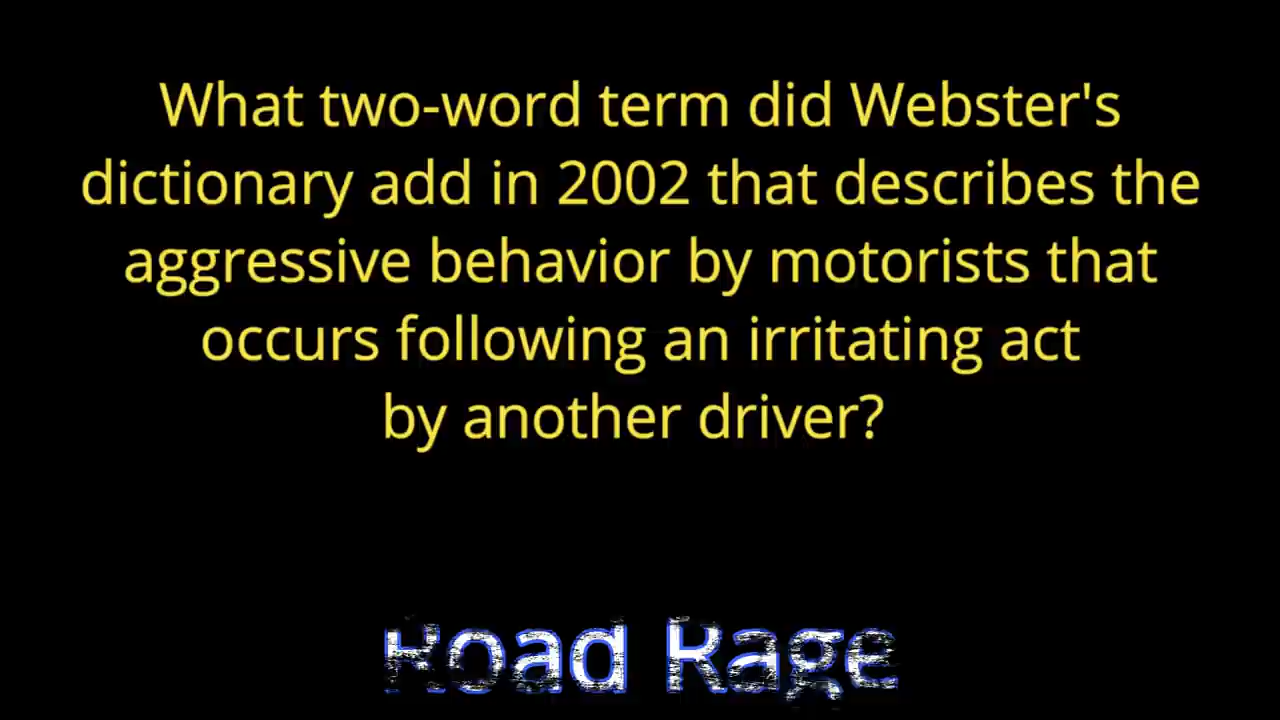 What two-word term did Webster's
dictionary add in 2002 that describes the
aggressive behavior by motorists that
occurs following an irritating act
by another driver?
Road Rage